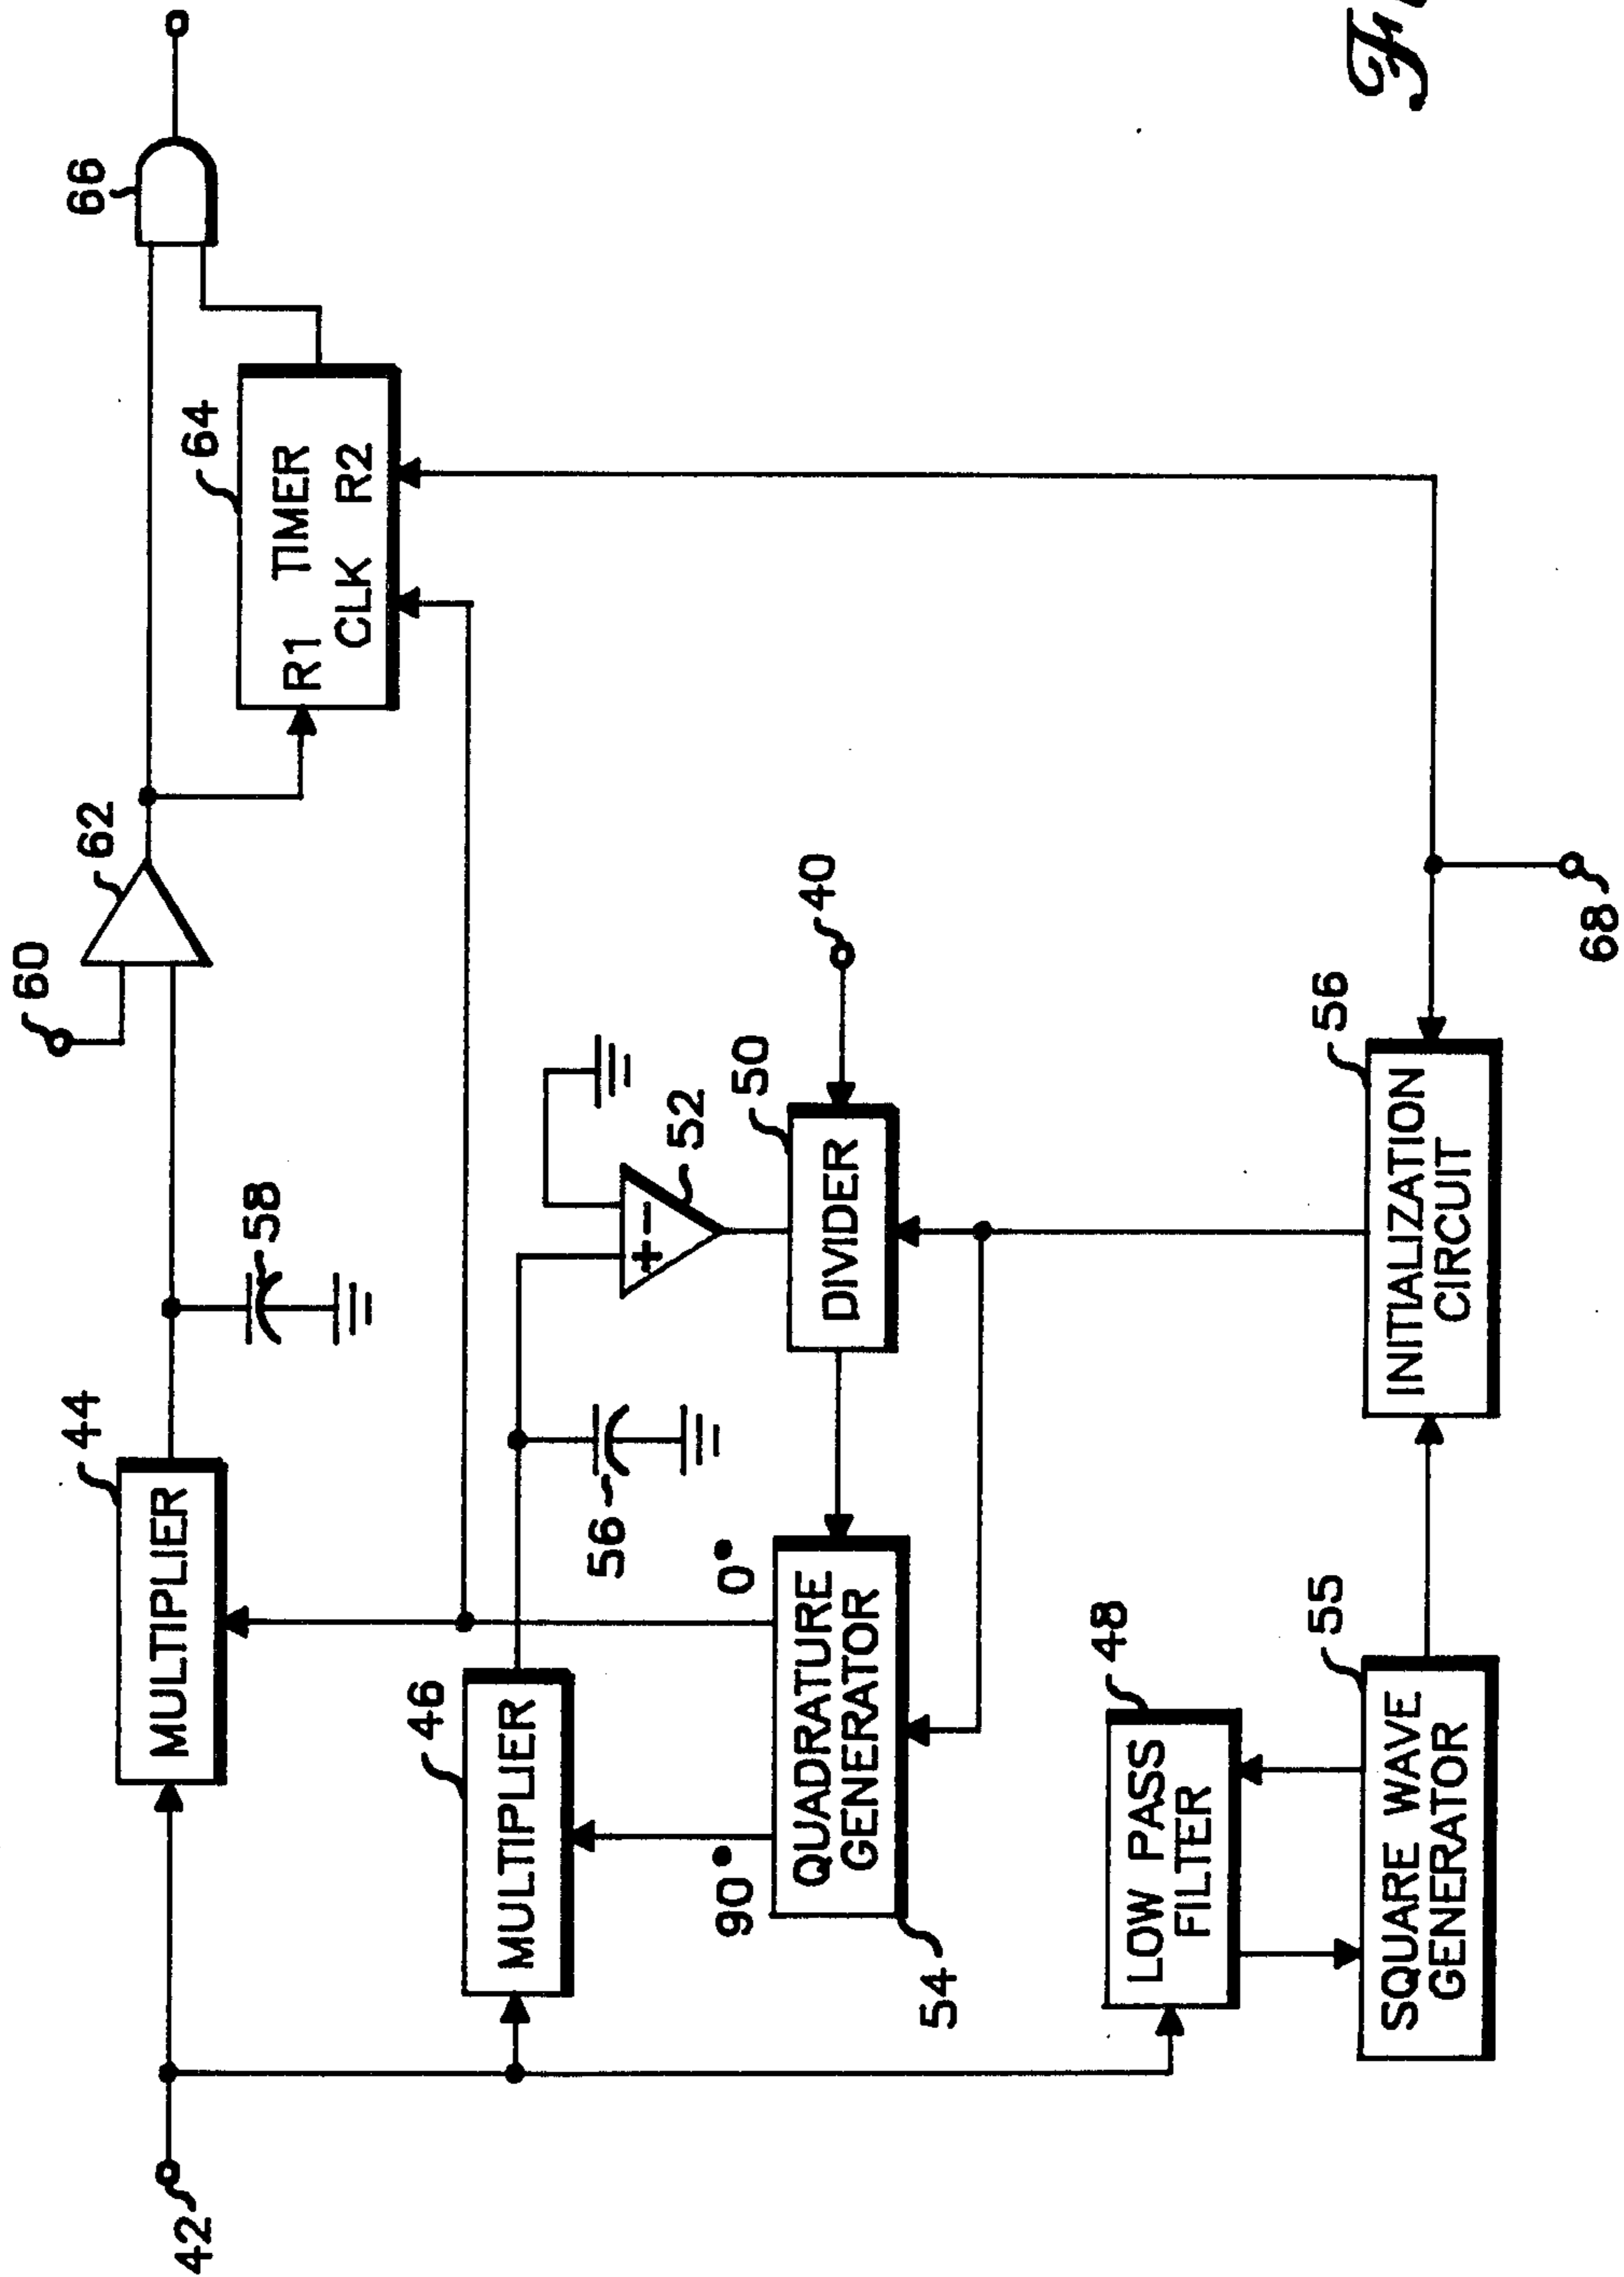 66
64
R1 TIMER
CLK R2
62
60
44
MULTIPLIER
58
46
MULTIPLIER
56
52
50
DIVIDER
40
0°
90°
QUADRATURE
GENERATOR
54
42
48
LOW PASS
FILTER
55
SQUARE WAVE
GENERATOR
56
INITIALIZATION
CIRCUIT
68
+ -